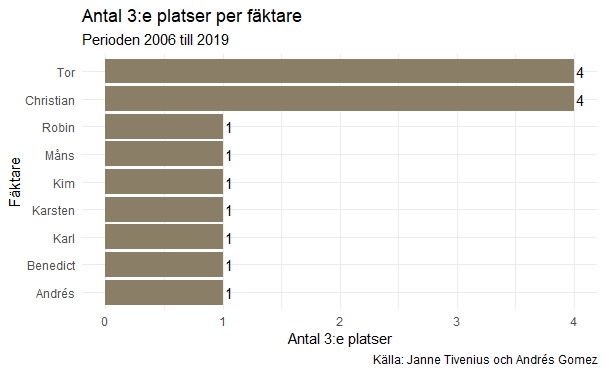 Antal 3:e platser per fäktare
Perioden 2006 till 2019
Fäktare
Tor 4
Christian 4
Robin 1
Måns 1
Kim 1
Karsten 1
Karl 1
Benedict 1
Andrés 1
0 1 2 3 4
Antal 3:e platser
Källa: Janne Tivenius och Andrés Gomez